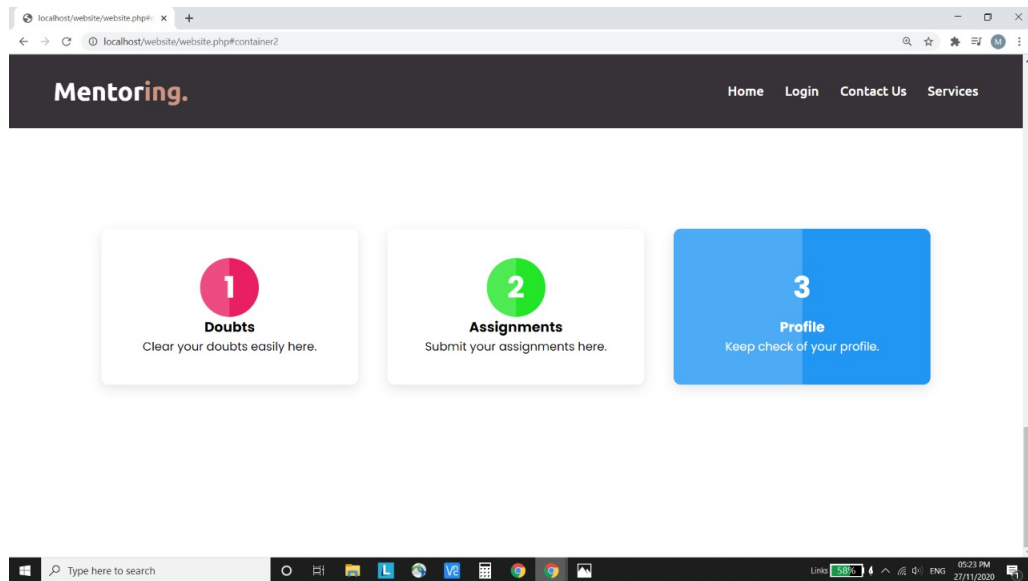 localhost/website/website.php#c
localhost/website/website.php#container2
M
Mentoring.
Home Login Contact Us Services
1
Doubts
Clear your doubts easily here.
2
Assignments
Submit your assignments here.
3
Profile
Keep check of your profile.
Type here to search
L
Links 58% ENG
05:23 PM
27/11/2020